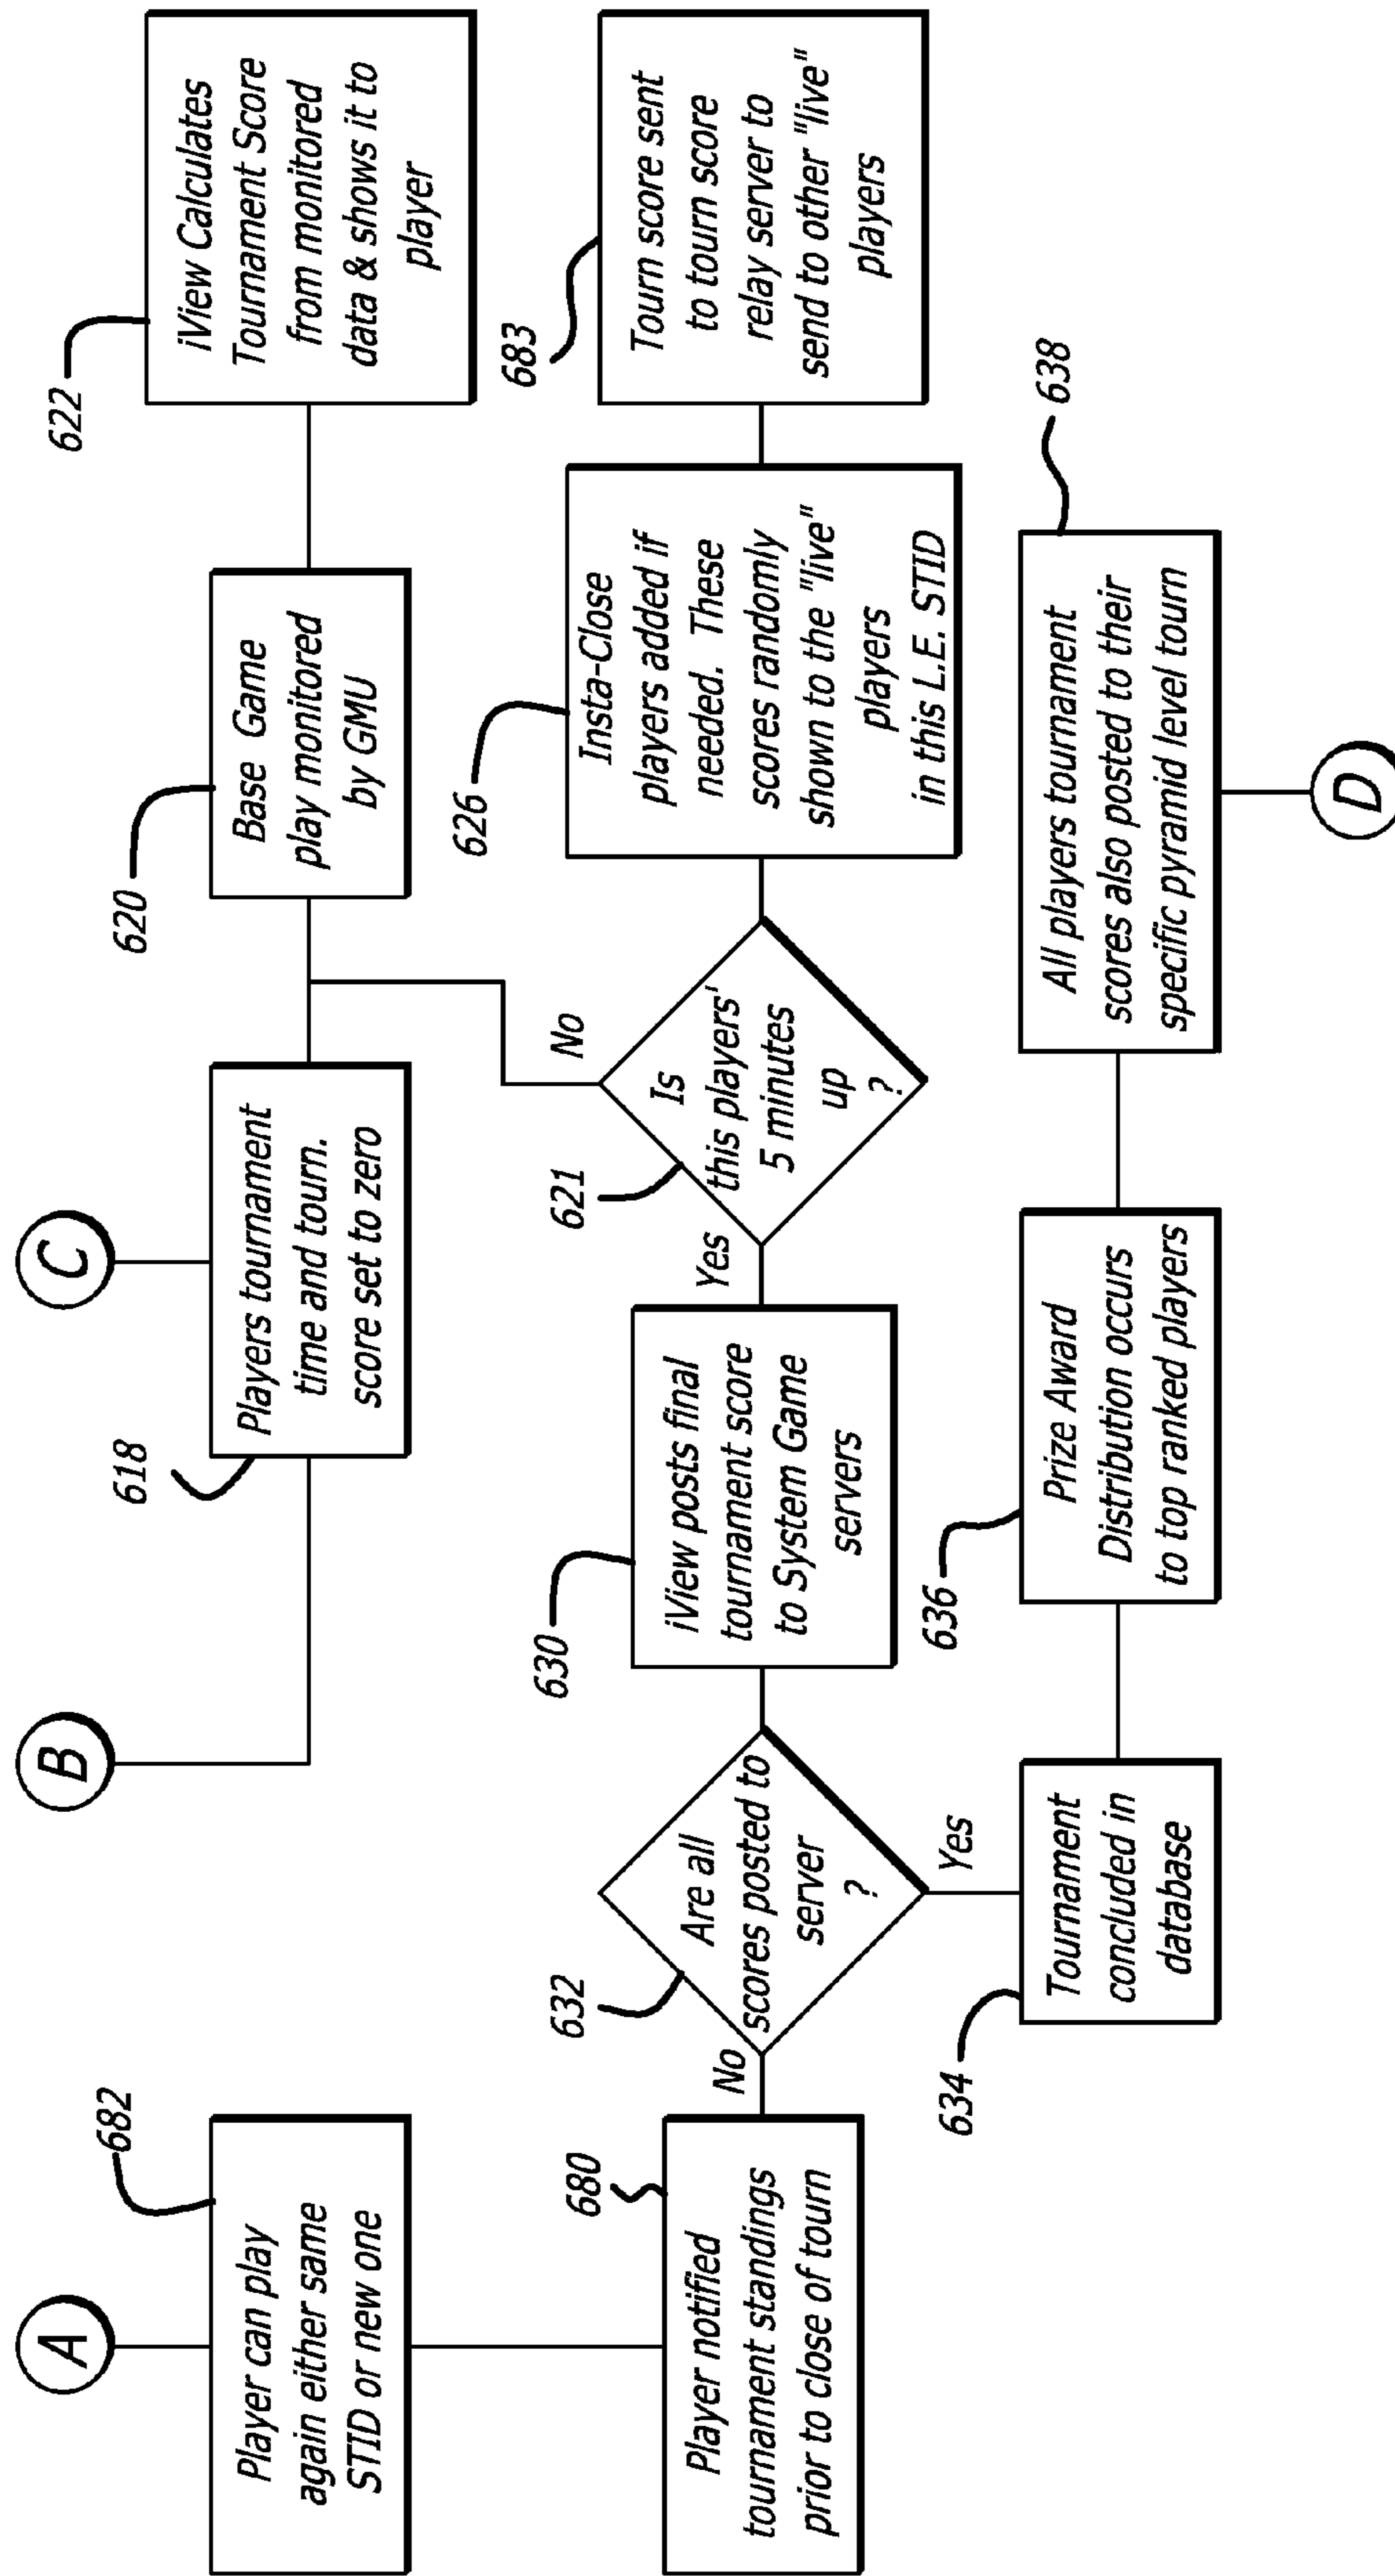 A
B
C
682
Player can play
again either same
STID or new one
618
Players tournament
time and tourn.
score set to zero
620
Base Game
play monitored
by GMU
622
iView Calculates
Tournament Score
from monitored
data & shows it to
player
680
Player notified
tournament standings
prior to close of tourn
No
632
Are all
scores posted to
server
?
Yes
630
iView posts final
tournament score
to System Game
servers
Yes
621
Is
this players'
5 minutes
up
?
No
626
Insta-Close
players added if
needed. These
scores randomly
shown to the "live"
players
in this L.E. STID
683
Tourn score sent
to tourn score
relay server to
send to other "live"
players
634
Tournament
concluded in
database
636
Prize Award
Distribution occurs
to top ranked players
638
All players tournament
scores also posted to their
specific pyramid level tourn
D